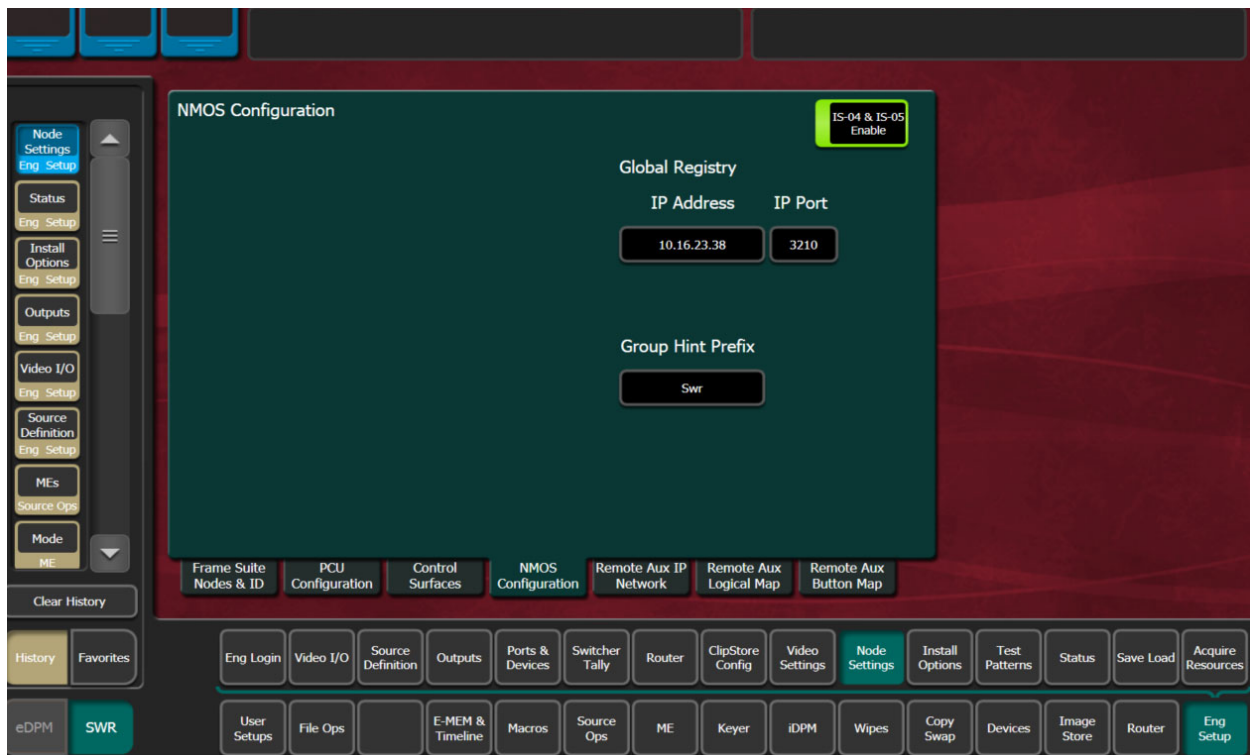 NMOS Configuration
IS-04 & IS-05
Enable
Global Registry
IP Address
IP Port
10.16.23.38
3210
Group Hint Prefix
Swr
Node
Settings
Eng Setup
Status
Eng Setup
Install
Options
Eng Setup
Outputs
Eng Setup
Video I/O
Eng Setup
Source
Definition
Eng Setup
MEs
Source Ops
Mode
ME
Clear History
History
Favorites
eDPM
SWR
Frame Suite
Nodes & ID
PCU
Configuration
Control
Surfaces
NMOS
Configuration
Remote Aux IP
Network
Remote Aux
Logical Map
Remote Aux
Button Map
Eng Login
Video I/O
Source
Definition
Outputs
Ports &
Devices
Switcher
Tally
Router
ClipStore
Config
Video
Settings
Node
Settings
Install
Options
Test
Patterns
Status
Save Load
Acquire
Resources
User
Setups
File Ops
E-MEM &
Timeline
Macros
Source
Ops
ME
Keyer
iDPM
Wipes
Copy
Swap
Devices
Image
Store
Router
Eng
Setup